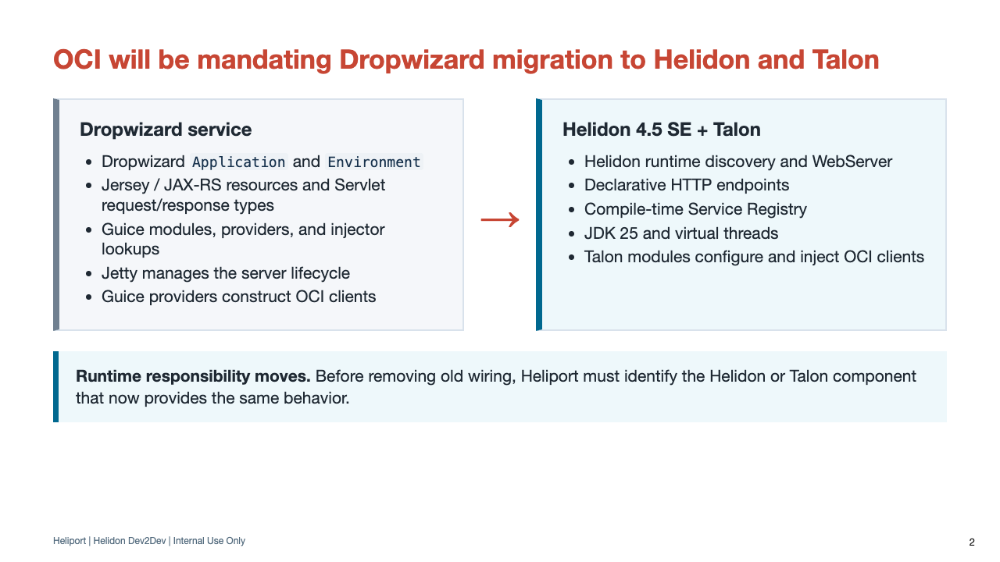 OCI will be mandating Dropwizard migration to Helidon and Talon
Dropwizard service
• Dropwizard Application and Environment
• Jersey / JAX-RS resources and Servlet
request/response types
• Guice modules, providers, and injector
lookups
• Jetty manages the server lifecycle
• Guice providers construct OCI clients
→
Helidon 4.5 SE + Talon
• Helidon runtime discovery and WebServer
• Declarative HTTP endpoints
• Compile-time Service Registry
• JDK 25 and virtual threads
• Talon modules configure and inject OCI clients
Runtime responsibility moves. Before removing old wiring, Heliport must identify the Helidon or Talon component
that now provides the same behavior.
Heliport | Helidon Dev2Dev | Internal Use Only
2